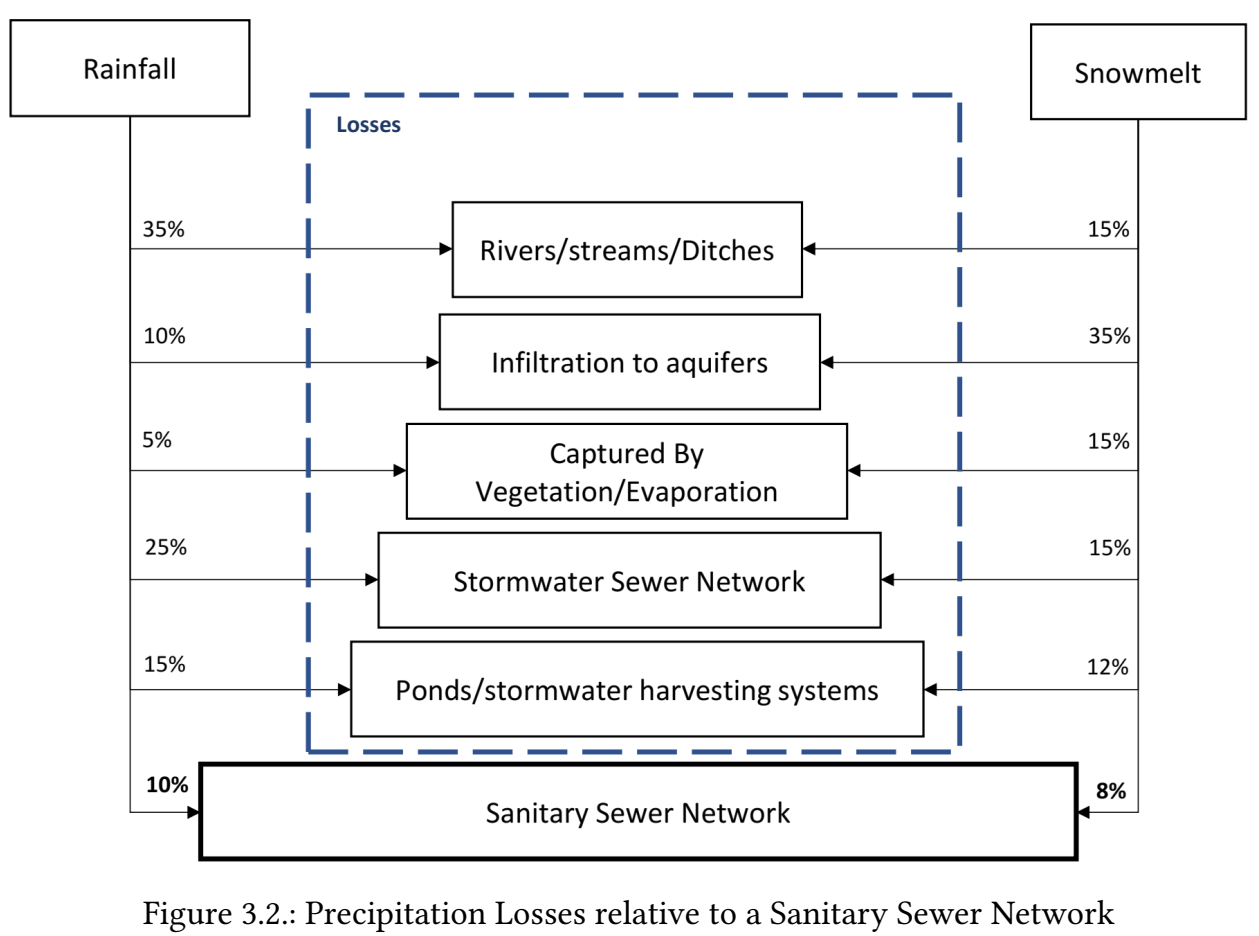 Rainfall
Snowmelt
Losses
35%
Rivers/streams/Ditches
15%
10%
Infiltration to aquifers
35%
5%
Captured By
Vegetation/Evaporation
15%
25%
Stormwater Sewer Network
15%
15%
Ponds/stormwater harvesting systems
12%
10%
Sanitary Sewer Network
8%
Figure 3.2.: Precipitation Losses relative to a Sanitary Sewer Network